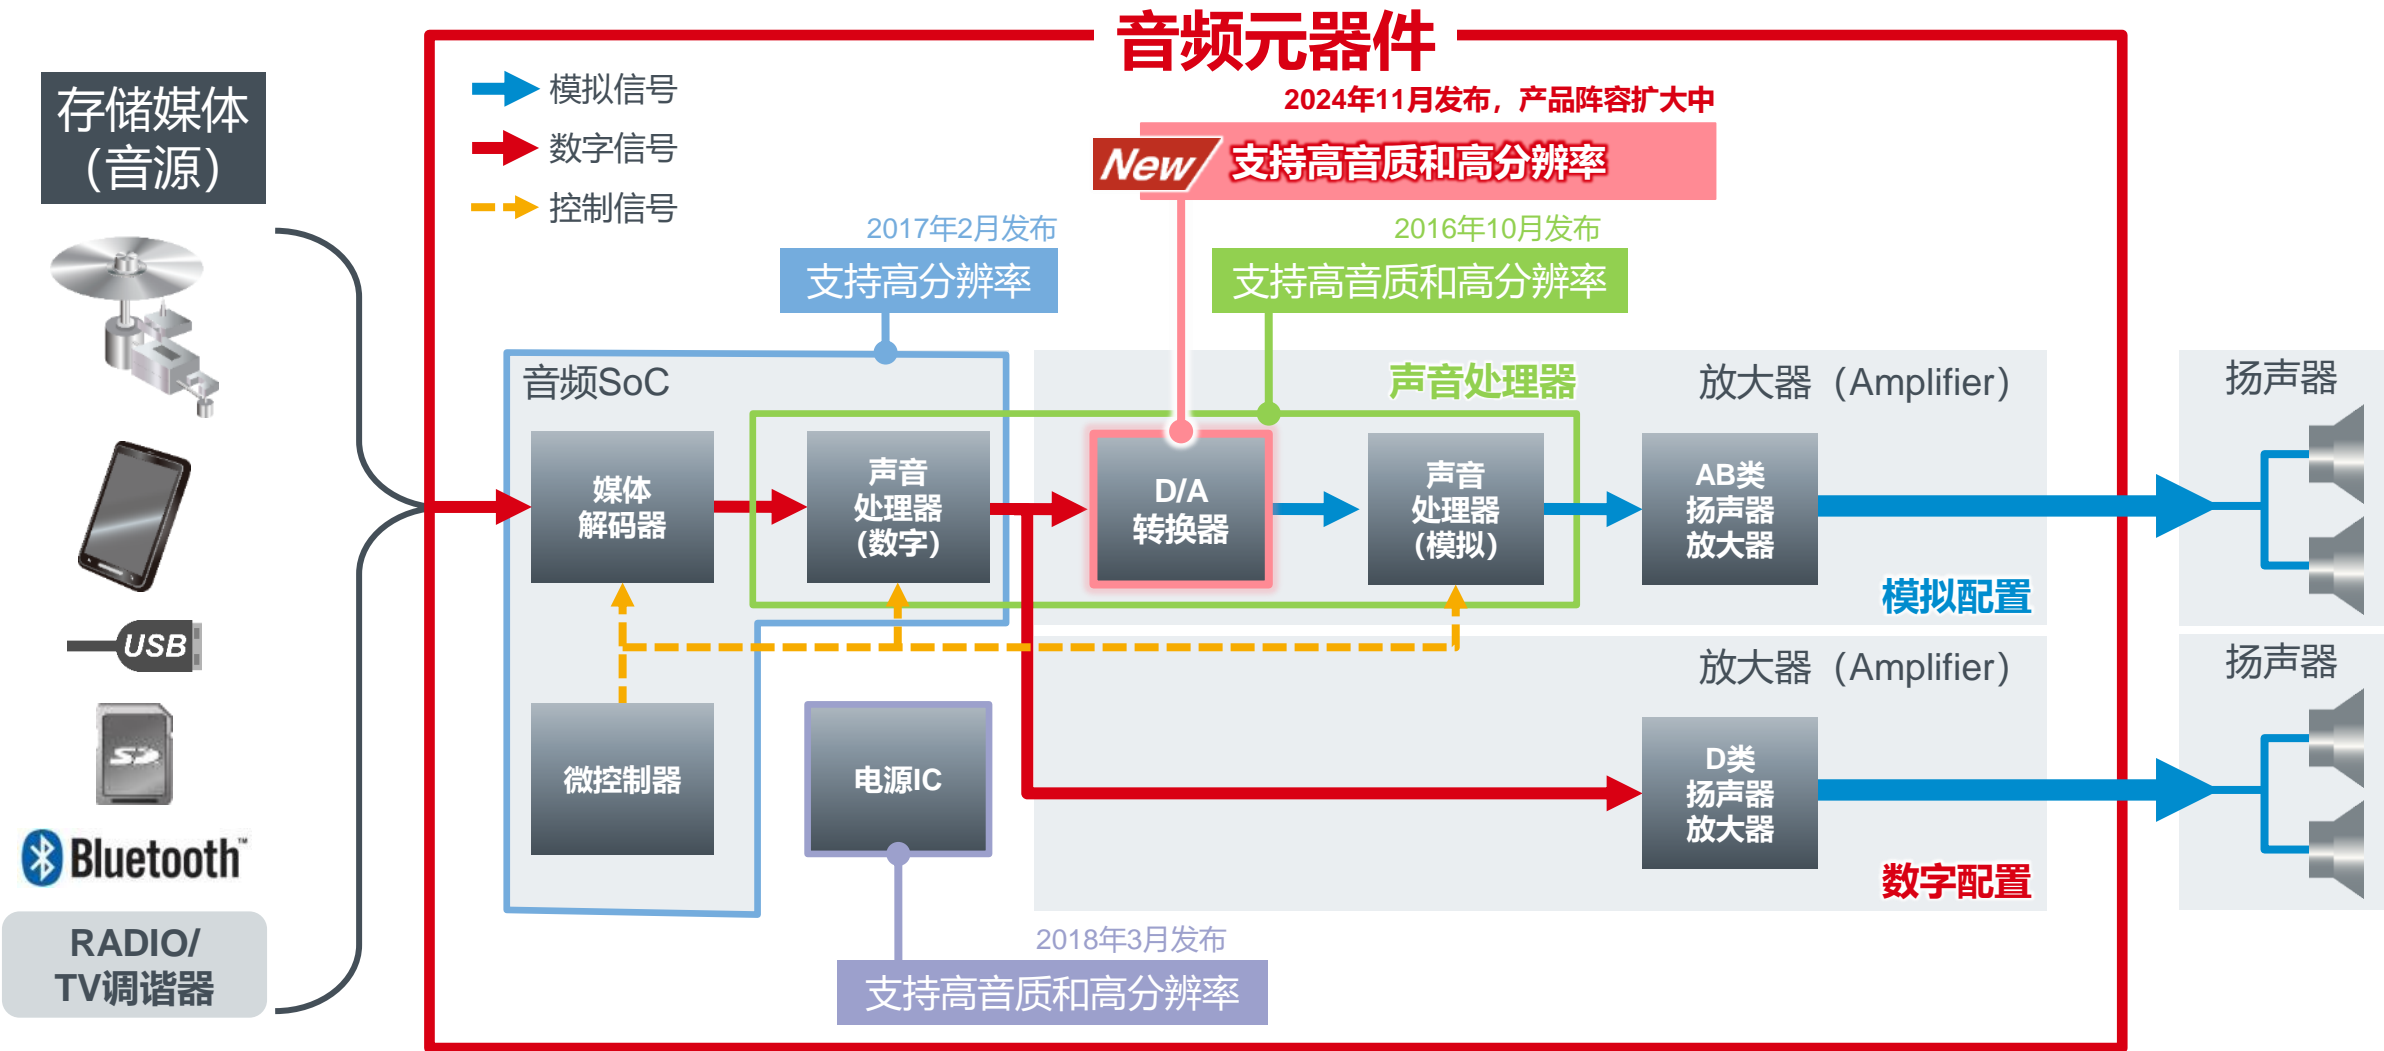 音频元器件
存储媒体
（音源）
模拟信号
数字信号
控制信号
2024年11月发布，产品阵容扩大中
New
支持高音质和高分辨率
2017年2月发布
支持高分辨率
2016年10月发布
支持高音质和高分辨率
音频SoC
声音处理器
放大器（Amplifier）
扬声器
媒体
解码器
声音
处理器
（数字）
D/A
转换器
声音
处理器
（模拟）
AB类
扬声器
放大器
模拟配置
USB
放大器（Amplifier）
扬声器
SD
微控制器
电源IC
D类
扬声器
放大器
数字配置
Bluetooth™
RADIO/
TV调谐器
2018年3月发布
支持高音质和高分辨率